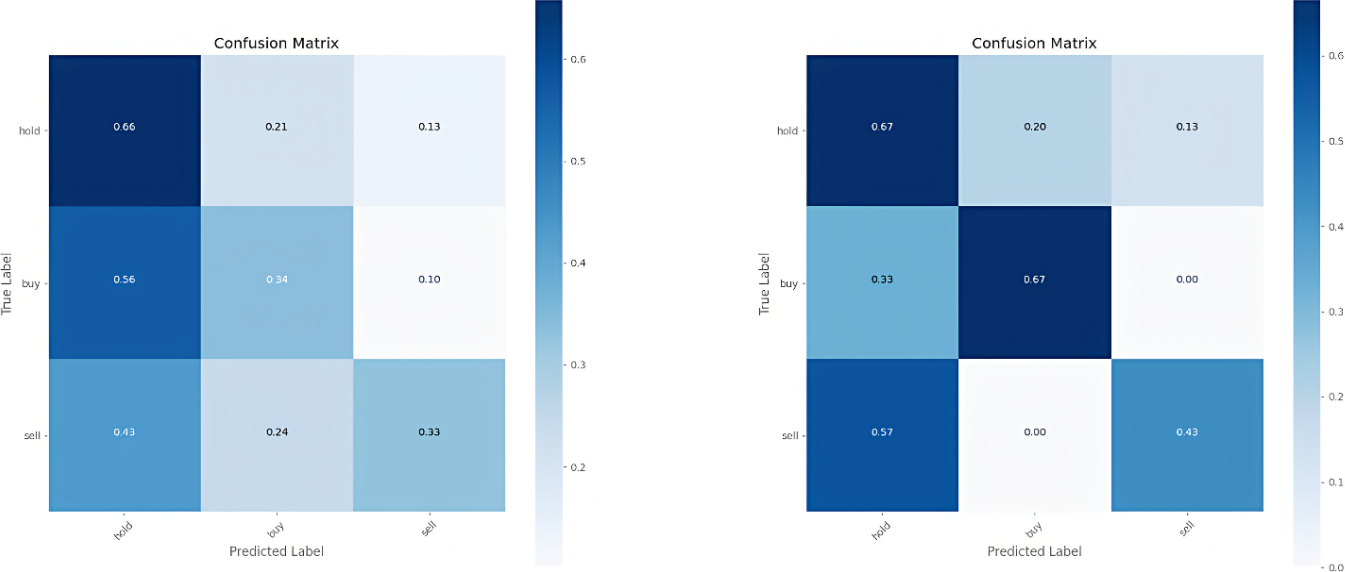 Confusion Matrix
hold
buy
sell
True Label
0.66 0.21 0.13
0.56 0.34 0.10
0.43 0.24 0.33
hold buy sell
Predicted Label
0.6
0.5
0.4
0.3
0.2
Confusion Matrix
hold
buy
sell
True Label
0.67 0.20 0.13
0.33 0.67 0.00
0.57 0.00 0.43
hold buy sell
Predicted Label
0.6
0.5
0.4
0.3
0.2
0.1
0.0